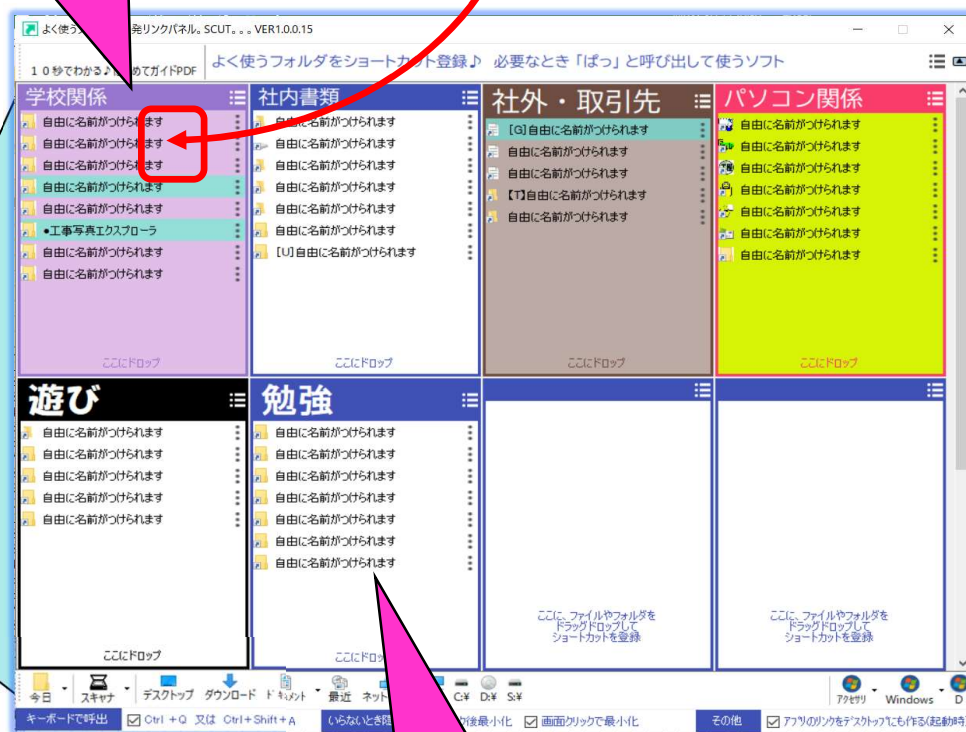 よく使う
発リンクパネル。SCUT。。。VER1.0.0.15
10秒でわかる♪
めてガイドPDF
よく使うフォルダをショートカット登録♪ 必要なとき「ぱっ」と呼び出して使うソフト
学校関係
自由に名前がつけられます
自由に名前がつけられます
自由に名前がつけられます
自由に名前がつけられます
自由に名前がつけられます
●工事写真エクスプローラ
自由に名前がつけられます
自由に名前がつけられます
ここにドロップ
社内書類
自由に名前がつけられます
自由に名前がつけられます
自由に名前がつけられます
自由に名前がつけられます
自由に名前がつけられます
自由に名前がつけられます
[U]自由に名前がつけられます
ここにドロップ
社外・取引先
[G]自由に名前がつけられます
自由に名前がつけられます
自由に名前がつけられます
【T】自由に名前がつけられます
自由に名前がつけられます
ここにドロップ
パソコン関係
自由に名前がつけられます
自由に名前がつけられます
自由に名前がつけられます
自由に名前がつけられます
自由に名前がつけられます
自由に名前がつけられます
自由に名前がつけられます
ここにドロップ
遊び
自由に名前がつけられます
自由に名前がつけられます
自由に名前がつけられます
自由に名前がつけられます
自由に名前がつけられます
ここにドロップ
勉強
自由に名前がつけられます
自由に名前がつけられます
自由に名前がつけられます
自由に名前がつけられます
自由に名前がつけられます
自由に名前がつけられます
自由に名前がつけられます
ここにドロ
ここに、ファイルやフォルダを
ドラッグドロップして
ショートカットを登録
ここに、ファイルやフォルダを
ドラッグドロップして
ショートカットを登録
今日 スキャナ デスクトップ ダウンロード ドキュメント 最近 ネット C:¥ D:¥ S:¥ アクセサリ Windows D
キーボードで呼出 Ctrl +Q 又は Ctrl+Shift+A いらないとき 後最小化 画面クリックで最小化 その他 アプリのリンクをデスクトップにも作る(起動時